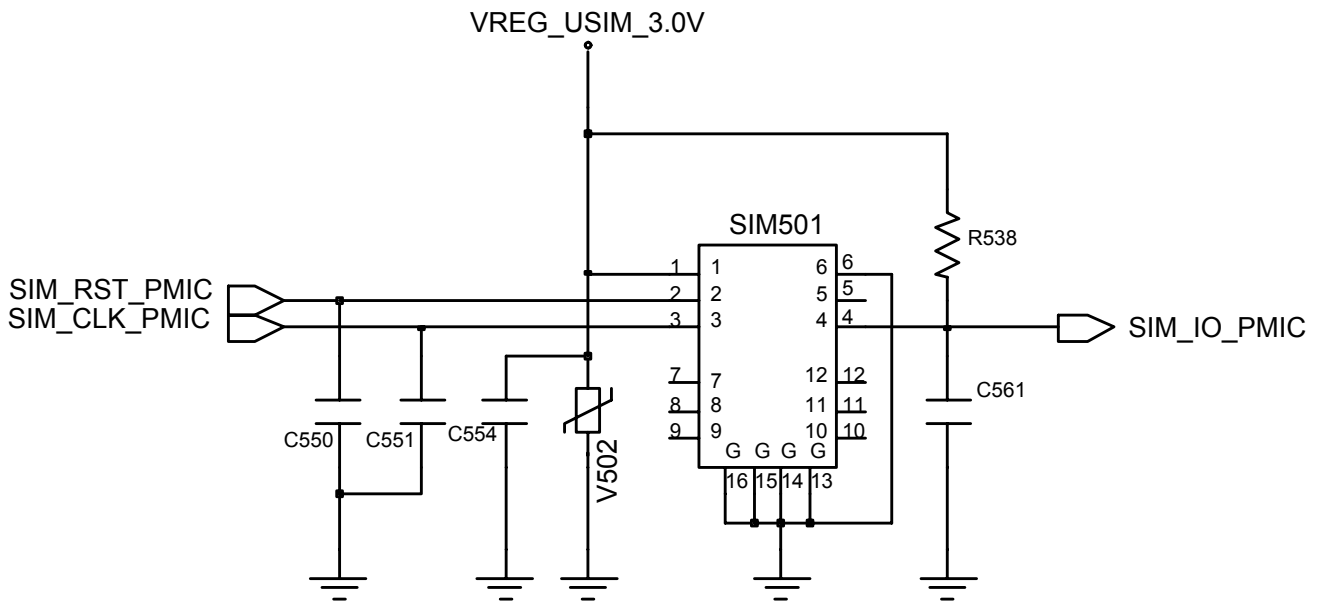 VREG_USIM_3.0V
SIM501
R538
1 1 6 6
SIM_RST_PMIC 2 2 5 5
SIM_CLK_PMIC 3 3 4 4 SIM_IO_PMIC
7 7 12 12
C561
8 8 11 11
C550 C551 C554 9 9 10 10
V502
G G G G
16 15 14 13